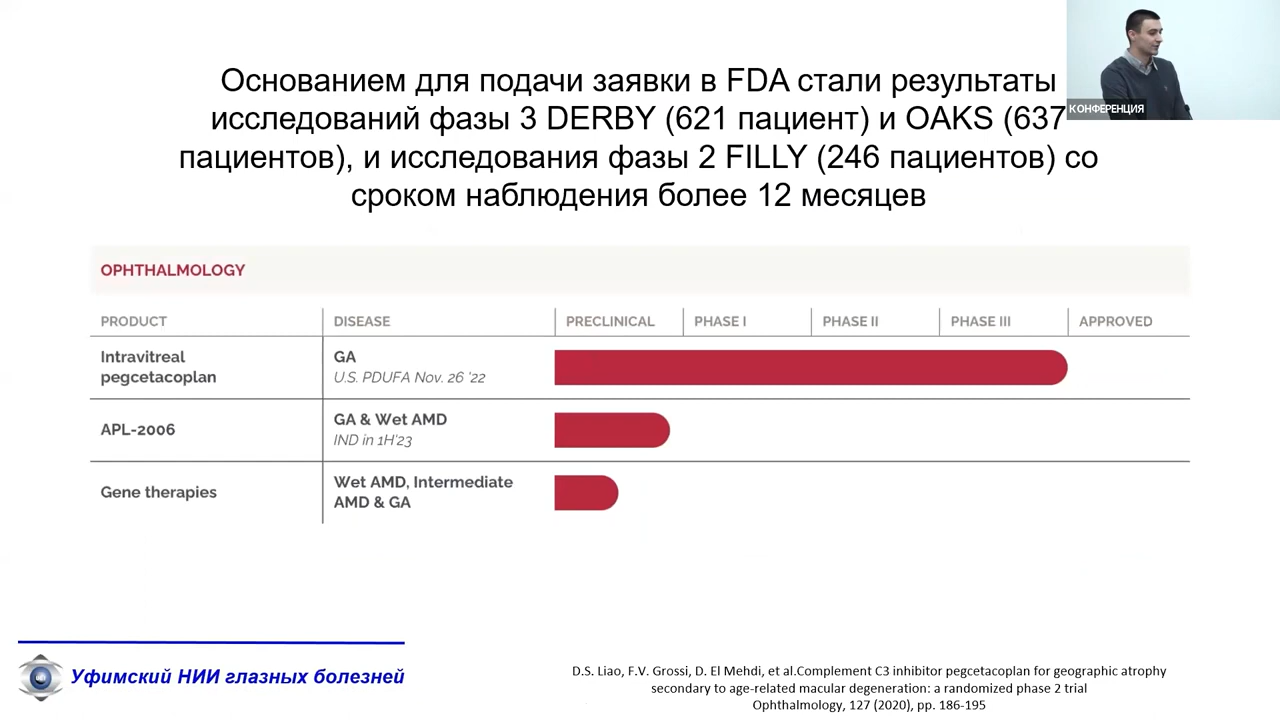 Основанием для подачи заявки в FDA стали результаты
исследований фазы 3 DERBY (621 пациент) и OAKS (637
пациентов), и исследования фазы 2 FILLY (246 пациентов) со
сроком наблюдения более 12 месяцев
КОНФЕРЕНЦИЯ
OPHTHALMOLOGY
PRODUCT DISEASE PRECLINICAL PHASE I PHASE II PHASE III APPROVED
Intravitreal
pegcetacoplan
GA
U.S. PDUFA Nov. 26 '22
APL-2006
GA & Wet AMD
IND in 1H'23
Gene therapies
Wet AMD, Intermediate
AMD & GA
Уфимский НИИ глазных болезней
D.S. Liao, F.V. Grossi, D. El Mehdi, et al.Complement C3 inhibitor pegcetacoplan for geographic atrophy
secondary to age-related macular degeneration: a randomized phase 2 trial
Ophthalmology, 127 (2020), pp. 186-195